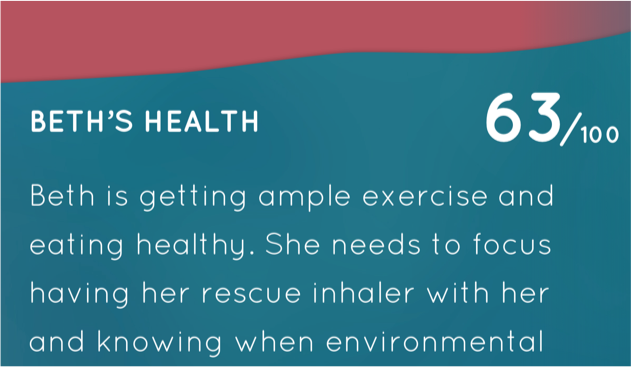 BETH'S HEALTH 63/100
Beth is getting ample exercise and
eating healthy. She needs to focus
having her rescue inhaler with her
and knowing when environmental